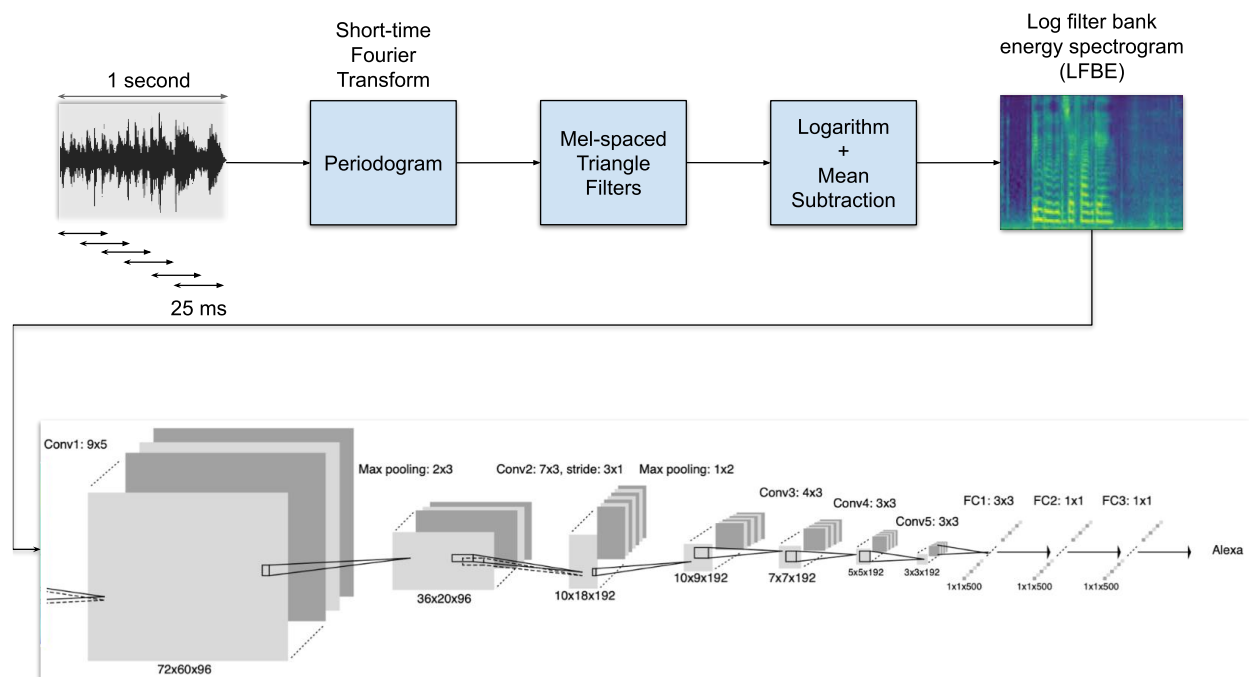 Short-time
Fourier
Transform
Log filter bank
energy spectrogram
(LFBE)
1 second
Periodogram
Mel-spaced
Triangle
Filters
Logarithm
+
Mean
Subtraction
25 ms
Conv1: 9x5
Max pooling: 2x3
Conv2: 7x3, stride: 3x1
Max pooling: 1x2
Conv3: 4x3
Conv4: 3x3
Conv5: 3x3
FC1: 3x3
FC2: 1x1
FC3: 1x1
Alexa
72x60x96
36x20x96
10x18x192
10x9x192
7x7x192
5x5x192
3x3x192
1x1x500
1x1x500
1x1x500